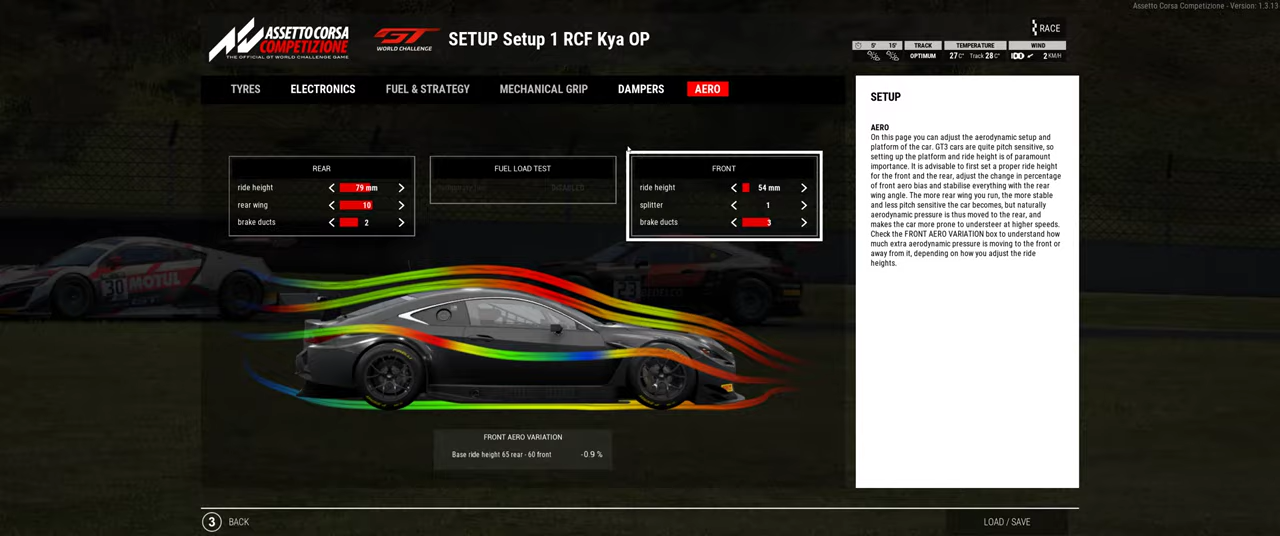 Assetto Corsa Competizione - Version: 1.3.13
ASSETTO CORSA
COMPETIZIONE
THE OFFICIAL GT WORLD CHALLENGE GAME
GT
WORLD CHALLENGE
SETUP Setup 1 RCF Kya OP
RACE
5' 15' TRACK TEMPERATURE WIND
OPTIMUM 27 C° Track 28 C° 2 KM/H
TYRES ELECTRONICS FUEL & STRATEGY MECHANICAL GRIP DAMPERS AERO
REAR
ride height 79 mm
rear wing 10
brake ducts 2
FUEL LOAD TEST
DISABLED
FRONT
ride height 54 mm
splitter 1
brake ducts 3
SETUP
AERO
On this page you can adjust the aerodynamic setup and
platform of the car. GT3 cars are quite pitch sensitive, so
setting up the platform and ride height is of paramount
importance. It is advisable to first set a proper ride height
for the front and the rear, adjust the change in percentage
of front aero bias and stabilise everything with the rear
wing angle. The more rear wing you run, the more stable
and less pitch sensitive the car becomes, but naturally
aerodynamic pressure is thus moved to the rear, and
makes the car more prone to understeer at higher speeds.
Check the FRONT AERO VARIATION box to understand how
much extra aerodynamic pressure is moving to the front or
away from it, depending on how you adjust the ride
heights.
30 MOTUL
23
FRONT AERO VARIATION
Base ride height 65 rear - 60 front -0.9 %
3 BACK
LOAD / SAVE